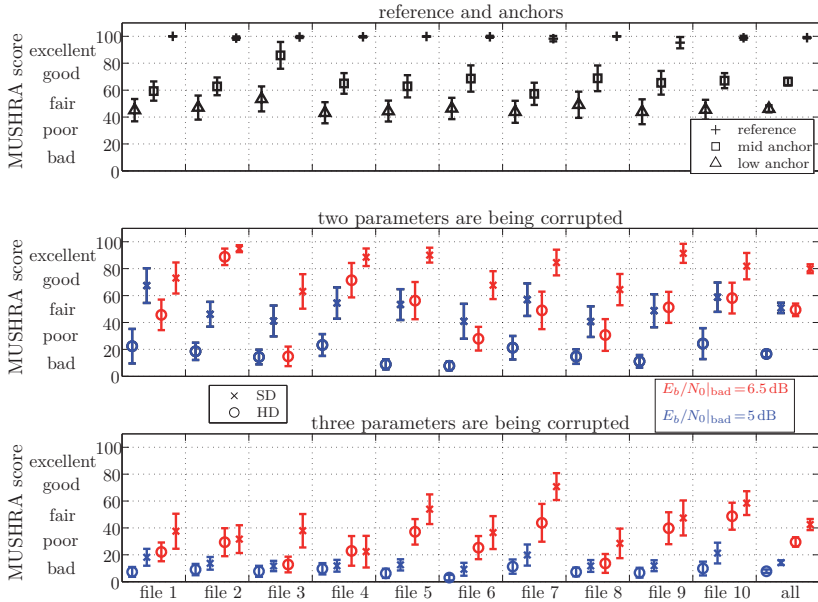 reference and anchors
MUSHRA score
excellent
good
fair
poor
bad
100
80
60
40
20
0
reference
mid anchor
low anchor
two parameters are being corrupted
MUSHRA score
excellent
good
fair
poor
bad
100
80
60
40
20
0
SD
HD
E_b/N_0|_bad = 6.5 dB
E_b/N_0|_bad = 5 dB
three parameters are being corrupted
MUSHRA score
excellent
good
fair
poor
bad
100
80
60
40
20
0
file 1 file 2 file 3 file 4 file 5 file 6 file 7 file 8 file 9 file 10 all